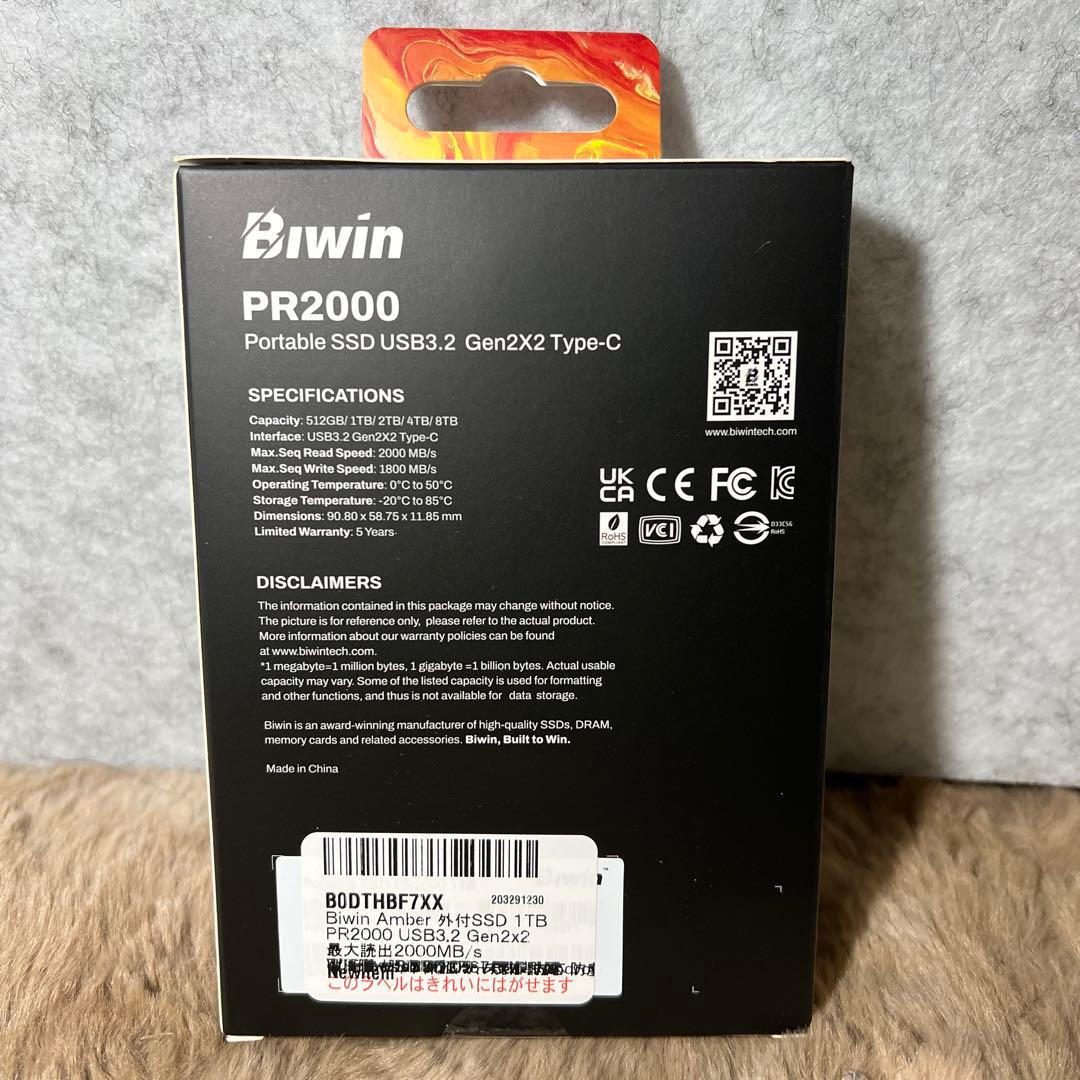 Biwin
PR2000
Portable SSD USB3.2 Gen2X2 Type-C
SPECIFICATIONS
Capacity: 512GB/ 1TB/ 2TB/ 4TB/ 8TB
Interface: USB3.2 Gen2X2 Type-C
Max.Seq Read Speed: 2000 MB/s
Max.Seq Write Speed: 1800 MB/s
Operating Temperature: 0°C to 50°C
Storage Temperature: -20°C to 85°C
Dimensions: 90.80 x 58.75 x 11.85 mm
Limited Warranty: 5 Years
www.biwintech.com
UK CA CE FC
RoHS COMPLIANT VCCI D33C56 RoHS
DISCLAIMERS
The information contained in this package may change without notice.
The picture is for reference only, please refer to the actual product.
More information about our warranty policies can be found
at www.biwintech.com.
*1 megabyte=1 million bytes, 1 gigabyte =1 billion bytes. Actual usable
capacity may vary. Some of the listed capacity is used for formatting
and other functions, and thus is not available for data storage.
Biwin is an award-winning manufacturer of high-quality SSDs, DRAM,
memory cards and related accessories. Biwin, Built to Win.
Made in China
B0DTHBF7XX 203291230
Biwin Amber 外付SSD 1TB
PR2000 USB3.2 Gen2x2
最大読出2000MB/s
NewItem
このラベルはきれいにはがせます